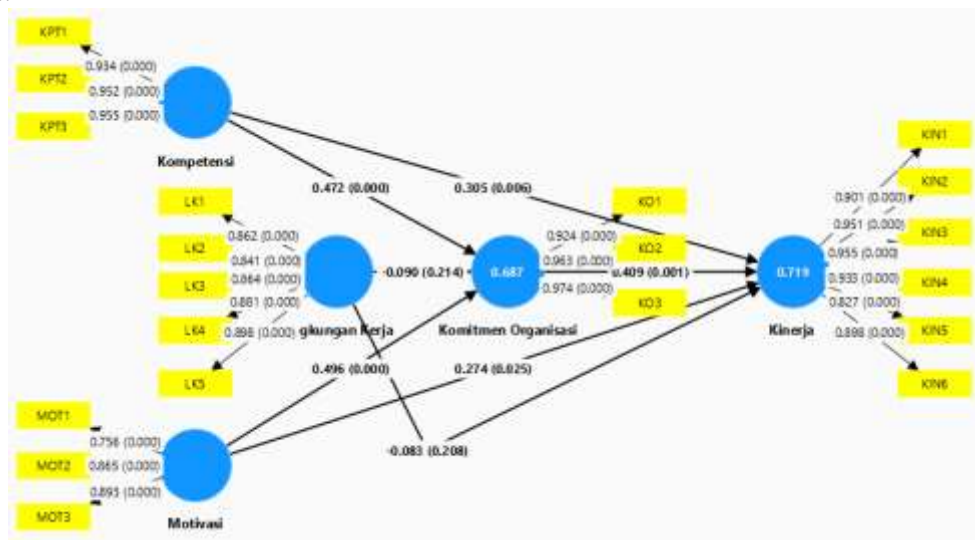 KPT1
0.934 (0.000)
KPT2
0.952 (0.000)
KPT3
0.955 (0.000)
Kompetensi
0.472 (0.000)
0.305 (0.006)
LK1
0.862 (0.000)
LK2
0.841 (0.000)
LK3
0.864 (0.000)
LK4
0.881 (0.000)
LK5
0.898 (0.000)
gkungan Kerja
-0.090 (0.214)
0.687
Komitmen Organisasi
KO1
0.924 (0.000)
KO2
0.963 (0.000)
KO3
0.974 (0.000)
0.409 (0.001)
0.719
Kinerja
KIN1
0.901 (0.000)
KIN2
0.951 (0.000)
KIN3
0.955 (0.000)
KIN4
0.933 (0.000)
KIN5
0.827 (0.000)
KIN6
0.898 (0.000)
0.496 (0.000)
0.274 (0.025)
-0.083 (0.208)
MOT1
0.756 (0.000)
MOT2
0.865 (0.000)
MOT3
0.893 (0.000)
Motivasi